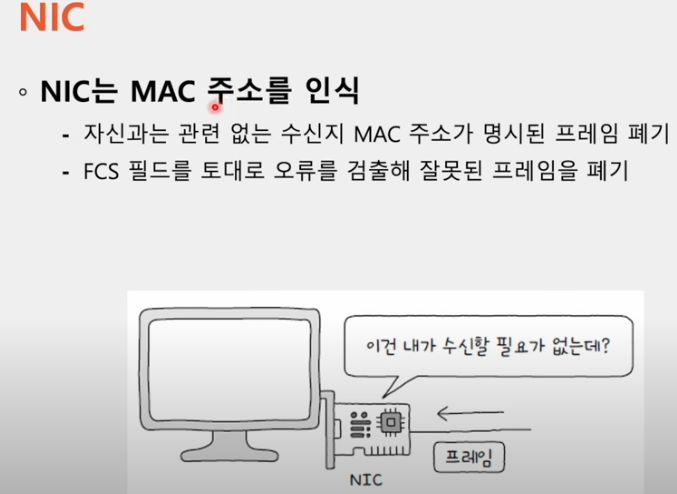 NIC
◦ NIC는 MAC 주소를 인식
- 자신과는 관련 없는 수신지 MAC 주소가 명시된 프레임 폐기
- FCS 필드를 토대로 오류를 검출해 잘못된 프레임을 폐기
이건 내가 수신할 필요가 없는데?
프레임
NIC